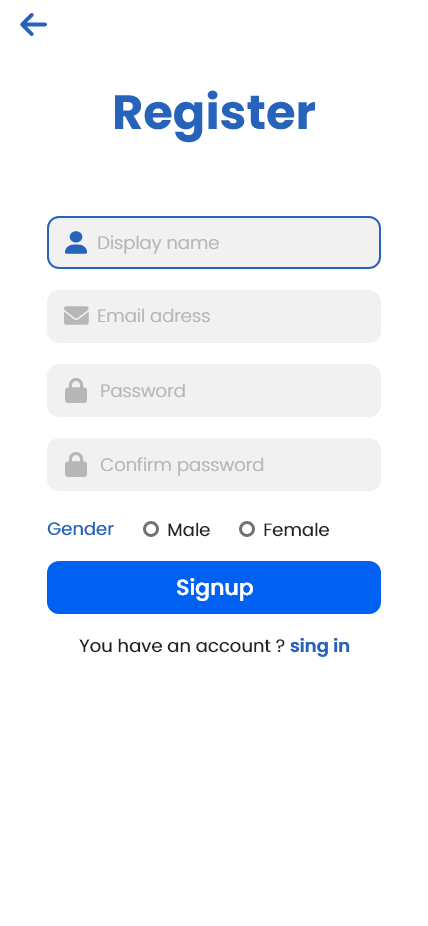 Register
Display name
Email adress
Password
Confirm password
Gender Male Female
Signup
You have an account ? sing in